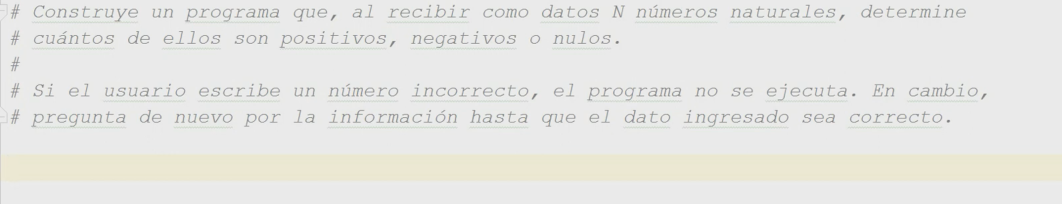 # Construye un programa que, al recibir como datos N números naturales, determine
# cuántos de ellos son positivos, negativos o nulos.
#
# Si el usuario escribe un número incorrecto, el programa no se ejecuta. En cambio,
# pregunta de nuevo por la información hasta que el dato ingresado sea correcto.